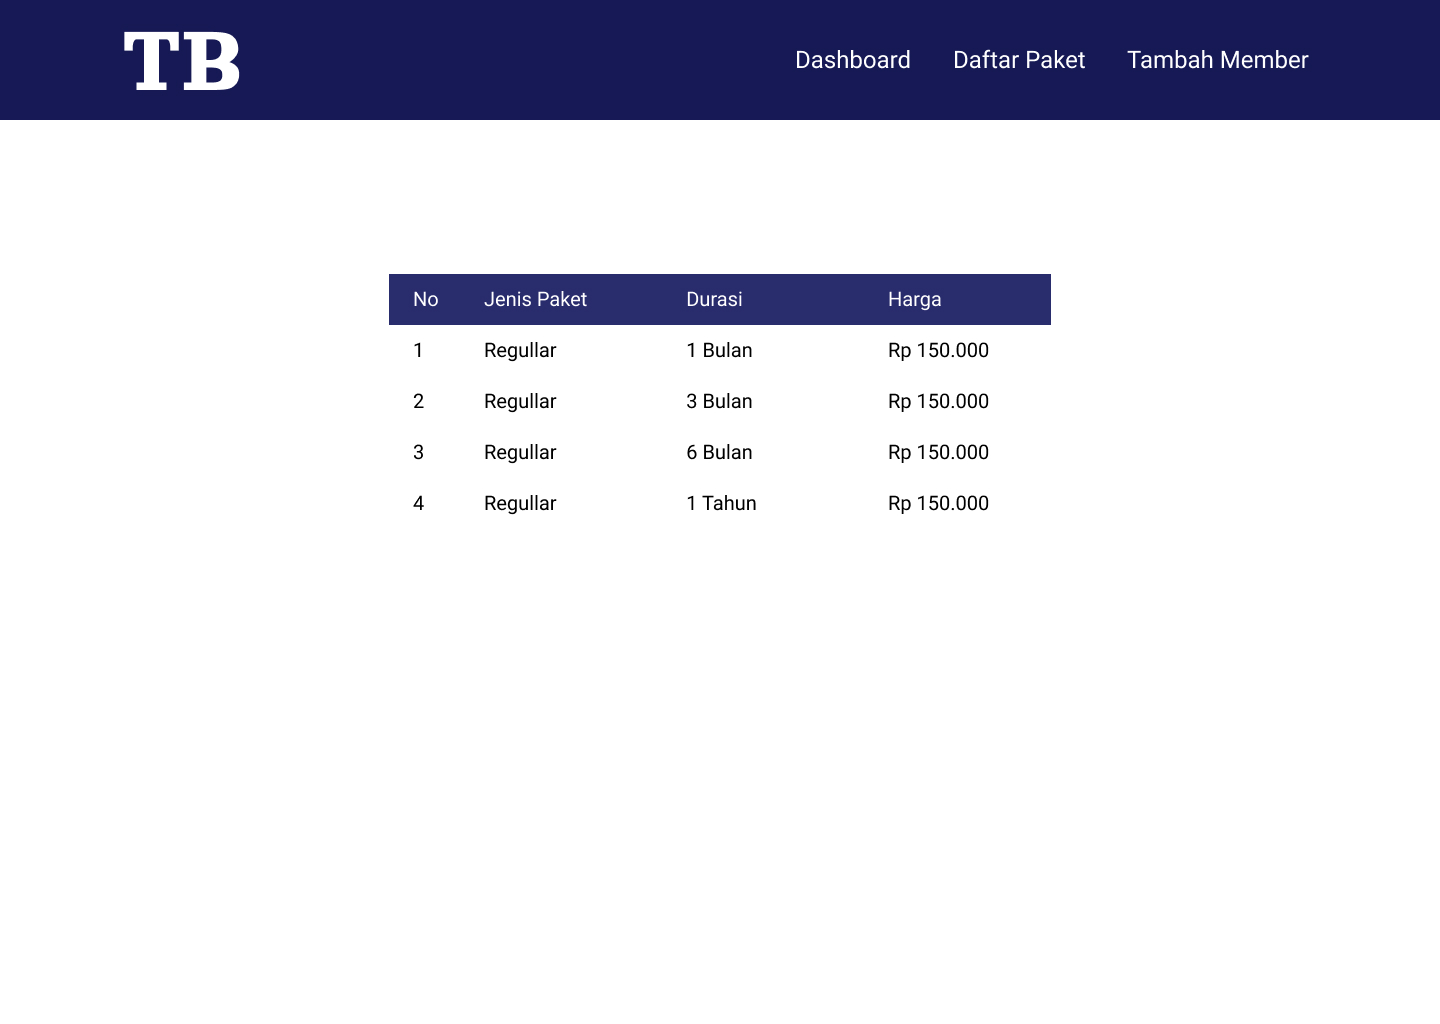 TB Dashboard Daftar Paket Tambah Member
No Jenis Paket Durasi Harga
1 Regullar 1 Bulan Rp 150.000
2 Regullar 3 Bulan Rp 150.000
3 Regullar 6 Bulan Rp 150.000
4 Regullar 1 Tahun Rp 150.000